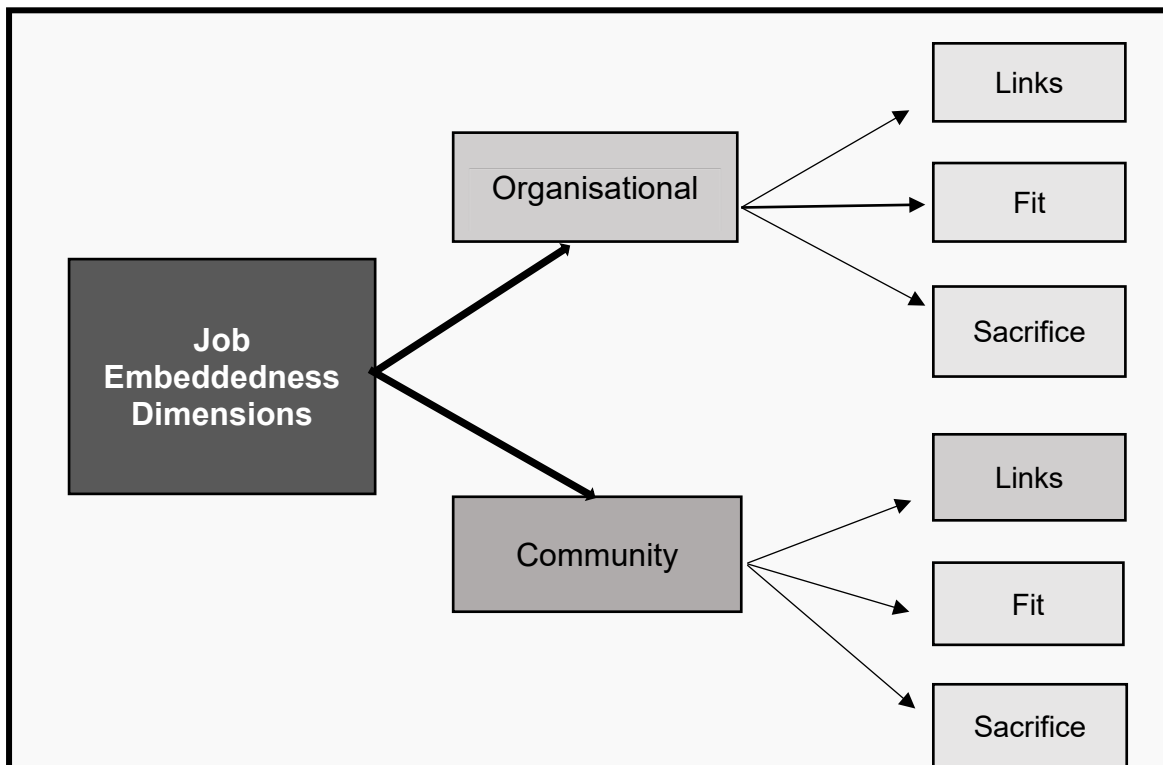 Job
Embeddedness
Dimensions
Organisational
Links
Fit
Sacrifice
Community
Links
Fit
Sacrifice